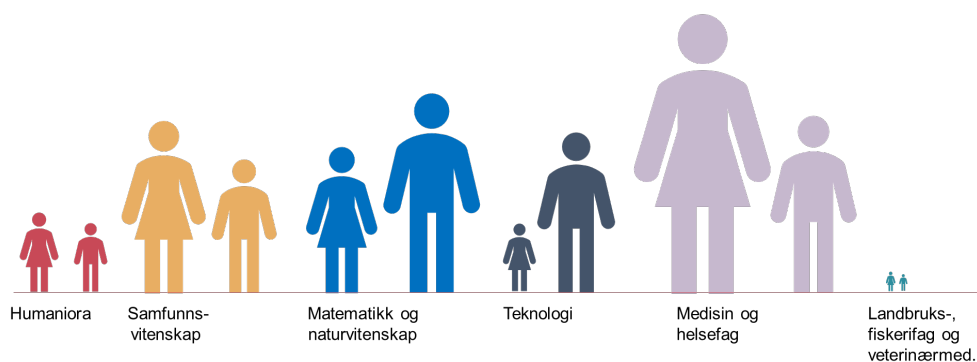 Humaniora
Samfunns-
vitenskap
Matematikk og
naturvitenskap
Teknologi
Medisin og
helsefag
Landbruks-,
fiskerifag og
veterinærmed.